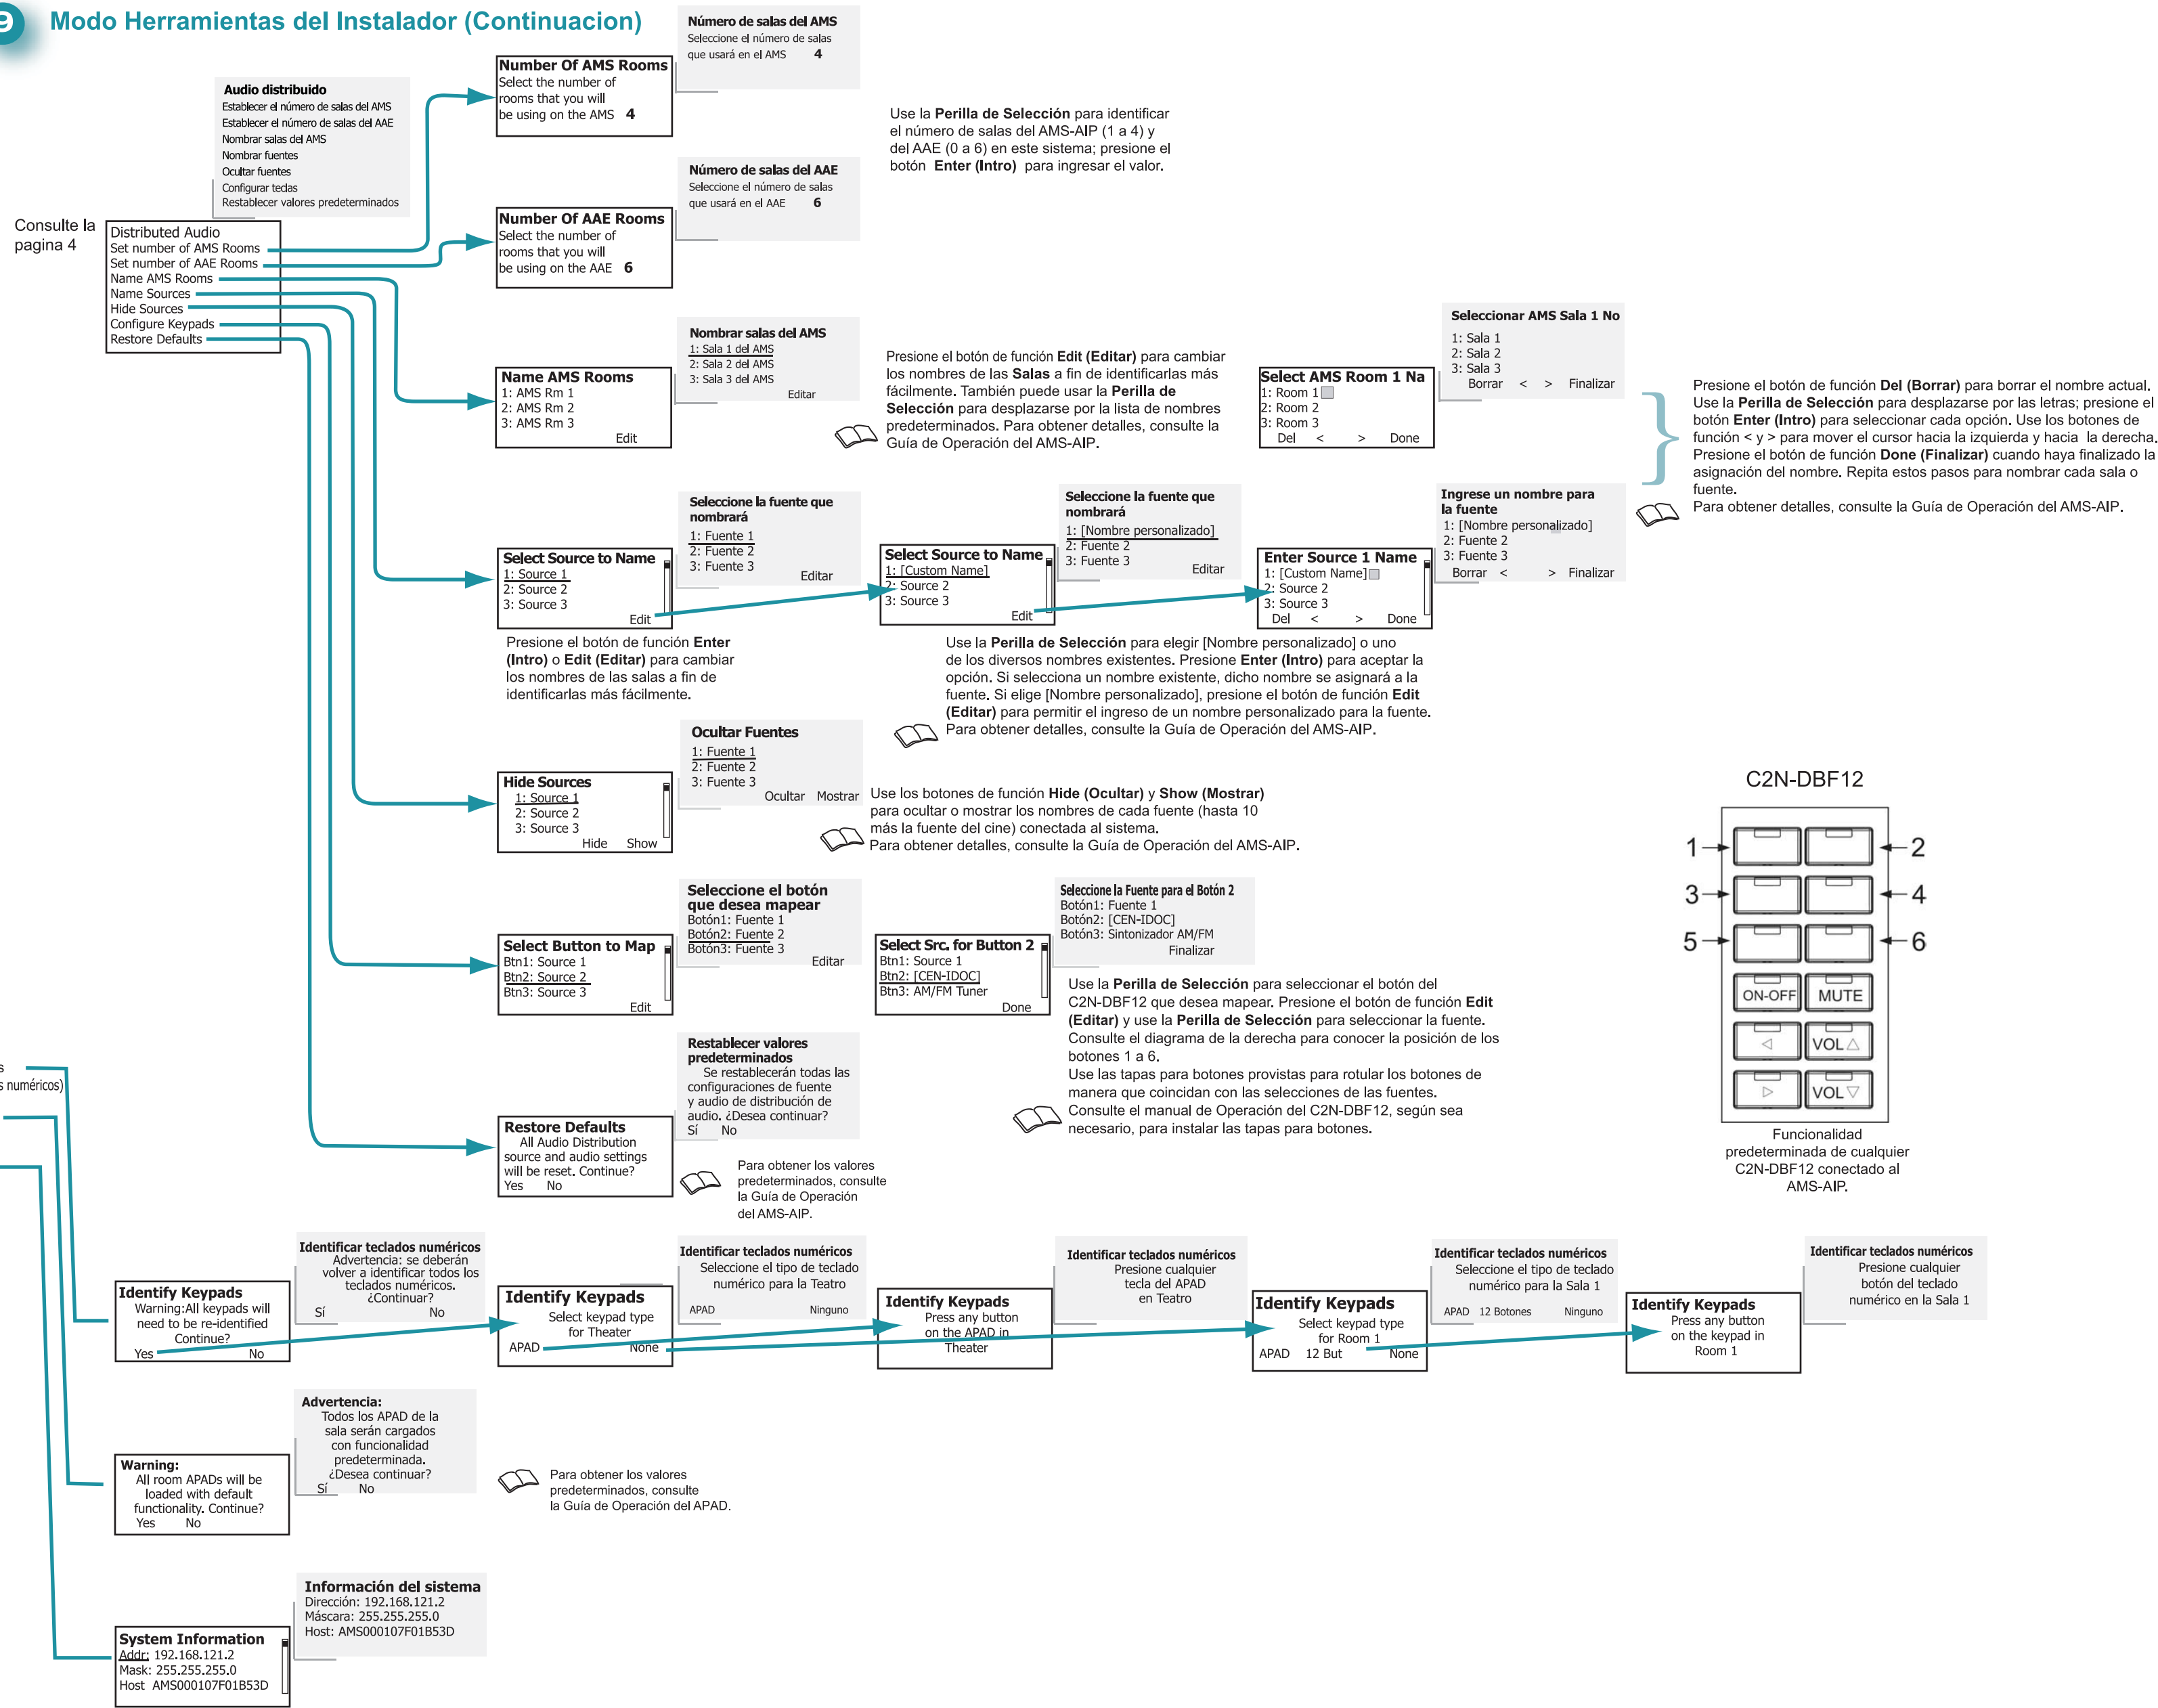 9
Modo Herramientas del Instalador (Continuacion)
Número de salas del AMS
Seleccione el número de salas
que usará en el AMS 4
Number Of AMS Rooms
Select the number of
rooms that you will
be using on the AMS 4
Audio distribuido
Establecer el número de salas del AMS
Establecer el número de salas del AAE
Nombrar salas del AMS
Nombrar fuentes
Ocultar fuentes
Configurar teclas
Restablecer valores predeterminados
Use la Perilla de Selección para identificar
el número de salas del AMS-AIP (1 a 4) y
del AAE (0 a 6) en este sistema; presione el
botón Enter (Intro) para ingresar el valor.
Número de salas del AAE
Seleccione el número de salas
que usará en el AAE 6
Number Of AAE Rooms
Select the number of
rooms that you will
be using on the AAE 6
Consulte la
pagina 4
Distributed Audio
Set number of AMS Rooms
Set number of AAE Rooms
Name AMS Rooms
Name Sources
Hide Sources
Configure Keypads
Restore Defaults
Nombrar salas del AMS
1: Sala 1 del AMS
2: Sala 2 del AMS
3: Sala 3 del AMS
Editar
Name AMS Rooms
1: AMS Rm 1
2: AMS Rm 2
3: AMS Rm 3
Edit
Presione el botón de función Edit (Editar) para cambiar
los nombres de las Salas a fin de identificarlas más
fácilmente. También puede usar la Perilla de
Selección para desplazarse por la lista de nombres
predeterminados. Para obtener detalles, consulte la
Guía de Operación del AMS-AIP.
Seleccionar AMS Sala 1 No
1: Sala 1
2: Sala 2
3: Sala 3
Borrar < > Finalizar
Select AMS Room 1 Na
1: Room 1
2: Room 2
3: Room 3
Del < > Done
Presione el botón de función Del (Borrar) para borrar el nombre actual.
Use la Perilla de Selección para desplazarse por las letras; presione el
botón Enter (Intro) para seleccionar cada opción. Use los botones de
función < y > para mover el cursor hacia la izquierda y hacia la derecha.
Presione el botón de función Done (Finalizar) cuando haya finalizado la
asignación del nombre. Repita estos pasos para nombrar cada sala o
fuente.
Para obtener detalles, consulte la Guía de Operación del AMS-AIP.
Seleccione la fuente que
nombrará
1: Fuente 1
2: Fuente 2
3: Fuente 3
Editar
Select Source to Name
1: Source 1
2: Source 2
3: Source 3
Edit
Seleccione la fuente que
nombrará
1: [Nombre personalizado]
2: Fuente 2
3: Fuente 3
Editar
Select Source to Name
1: [Custom Name]
2: Source 2
3: Source 3
Edit
Ingrese un nombre para
la fuente
1: [Nombre personalizado]
2: Fuente 2
3: Fuente 3
Borrar < > Finalizar
Enter Source 1 Name
1: [Custom Name]
2: Source 2
3: Source 3
Del < > Done
Presione el botón de función Enter
(Intro) o Edit (Editar) para cambiar
los nombres de las salas a fin de
identificarlas más fácilmente.
Use la Perilla de Selección para elegir [Nombre personalizado] o uno
de los diversos nombres existentes. Presione Enter (Intro) para aceptar la
opción. Si selecciona un nombre existente, dicho nombre se asignará a la
fuente. Si elige [Nombre personalizado], presione el botón de función Edit
(Editar) para permitir el ingreso de un nombre personalizado para la fuente.
Para obtener detalles, consulte la Guía de Operación del AMS-AIP.
Ocultar Fuentes
1: Fuente 1
2: Fuente 2
3: Fuente 3
Ocultar Mostrar
Hide Sources
1: Source 1
2: Source 2
3: Source 3
Hide Show
Use los botones de función Hide (Ocultar) y Show (Mostrar)
para ocultar o mostrar los nombres de cada fuente (hasta 10
más la fuente del cine) conectada al sistema.
Para obtener detalles, consulte la Guía de Operación del AMS-AIP.
C2N-DBF12
1
2
3
4
5
6
ON-OFF MUTE
◁ VOL△
▷ VOL▽
Funcionalidad
predeterminada de cualquier
C2N-DBF12 conectado al
AMS-AIP.
Seleccione el botón
que desea mapear
Botón1: Fuente 1
Botón2: Fuente 2
Botón3: Fuente 3
Editar
Select Button to Map
Btn1: Source 1
Btn2: Source 2
Btn3: Source 3
Edit
Seleccione la Fuente para el Botón 2
Botón1: Fuente 1
Botón2: [CEN-IDOC]
Botón3: Sintonizador AM/FM
Finalizar
Select Src. for Button 2
Btn1: Source 1
Btn2: [CEN-IDOC]
Btn3: AM/FM Tuner
Done
Use la Perilla de Selección para seleccionar el botón del
C2N-DBF12 que desea mapear. Presione el botón de función Edit
(Editar) y use la Perilla de Selección para seleccionar la fuente.
Consulte el diagrama de la derecha para conocer la posición de los
botones 1 a 6.
Use las tapas para botones provistas para rotular los botones de
manera que coincidan con las selecciones de las fuentes.
Consulte el manual de Operación del C2N-DBF12, según sea
necesario, para instalar las tapas para botones.
Restablecer valores
predeterminados
Se restablecerán todas las
configuraciones de fuente
y audio de distribución de
audio. ¿Desea continuar?
Sí No
Restore Defaults
All Audio Distribution
source and audio settings
will be reset. Continue?
Yes No
Para obtener los valores
predeterminados, consulte
la Guía de Operación
del AMS-AIP.
s
s numéricos)
Identificar teclados numéricos
Advertencia: se deberán
volver a identificar todos los
teclados numéricos.
¿Continuar?
Sí No
Identify Keypads
Warning:All keypads will
need to be re-identified
Continue?
Yes No
Identificar teclados numéricos
Seleccione el tipo de teclado
numérico para la Teatro
APAD Ninguno
Identify Keypads
Select keypad type
for Theater
APAD None
Identificar teclados numéricos
Presione cualquier
tecla del APAD
en Teatro
Identify Keypads
Press any button
on the APAD in
Theater
Identificar teclados numéricos
Seleccione el tipo de teclado
numérico para la Sala 1
APAD 12 Botones Ninguno
Identify Keypads
Select keypad type
for Room 1
APAD 12 But None
Identificar teclados numéricos
Presione cualquier
botón del teclado
numérico en la Sala 1
Identify Keypads
Press any button
on the keypad in
Room 1
Advertencia:
Todos los APAD de la
sala serán cargados
con funcionalidad
predeterminada.
¿Desea continuar?
Sí No
Warning:
All room APADs will be
loaded with default
functionality. Continue?
Yes No
Para obtener los valores
predeterminados, consulte
la Guía de Operación del APAD.
Información del sistema
Dirección: 192.168.121.2
Máscara: 255.255.255.0
Host: AMS000107F01B53D
System Information
Addr: 192.168.121.2
Mask: 255.255.255.0
Host AMS000107F01B53D